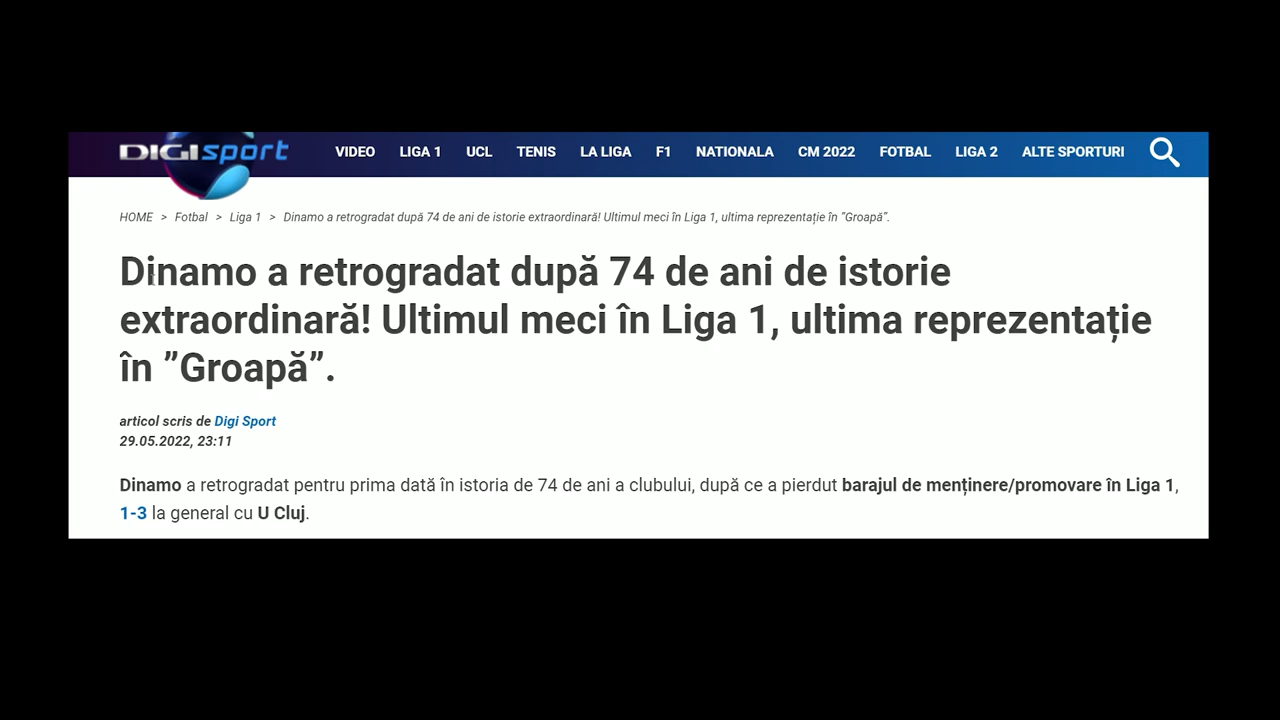 DIGI sport VIDEO LIGA 1 UCL TENIS LA LIGA F1 NATIONALA CM 2022 FOTBAL LIGA 2 ALTE SPORTURI
HOME > Fotbal > Liga 1 > Dinamo a retrogradat după 74 de ani de istorie extraordinară! Ultimul meci în Liga 1, ultima reprezentație în ”Groapă”.
Dinamo a retrogradat după 74 de ani de istorie
extraordinară! Ultimul meci în Liga 1, ultima reprezentație
în ”Groapă”.
articol scris de Digi Sport
29.05.2022, 23:11
Dinamo a retrogradat pentru prima dată în istoria de 74 de ani a clubului, după ce a pierdut barajul de menținere/promovare în Liga 1,
1-3 la general cu U Cluj.